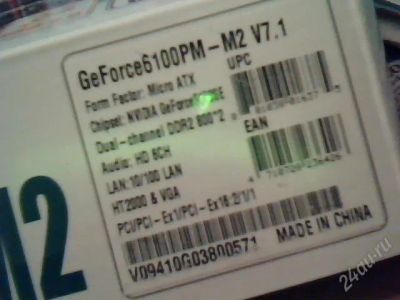 GeForce6100PM-M2 V7.1
Form Factor: Micro ATX
UPC
Chipset: NVIDIA GeForce
Dual-channel DDR2 800*2
EAN
Audio: HD 6CH
LAN: 10/100 LAN
HT2000 & VGA
PCI/PCI-Ex1/PCI-Ex16:2/1/1
V09410G03800571
MADE IN CHINA
M2
24au.ru